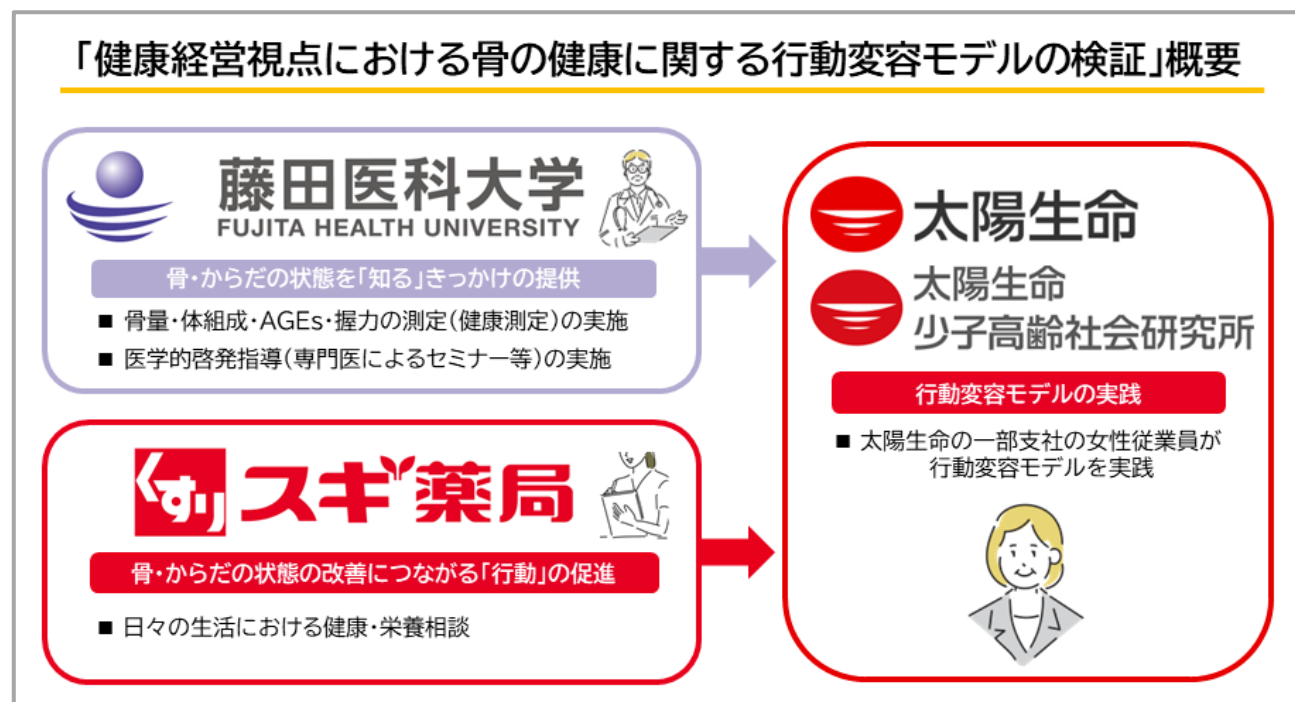 「健康経営視点における骨の健康に関する行動変容モデルの検証」概要
藤田医科大学
FUJITA HEALTH UNIVERSITY
骨・からだの状態を「知る」きっかけの提供
■ 骨量・体組成・AGEs・握力の測定(健康測定)の実施
■ 医学的啓発指導(専門医によるセミナー等)の実施
くすり スギ薬局
骨・からだの状態の改善につながる「行動」の促進
■ 日々の生活における健康・栄養相談
太陽生命
太陽生命
少子高齢社会研究所
行動変容モデルの実践
■ 太陽生命の一部支社の女性従業員が
行動変容モデルを実践